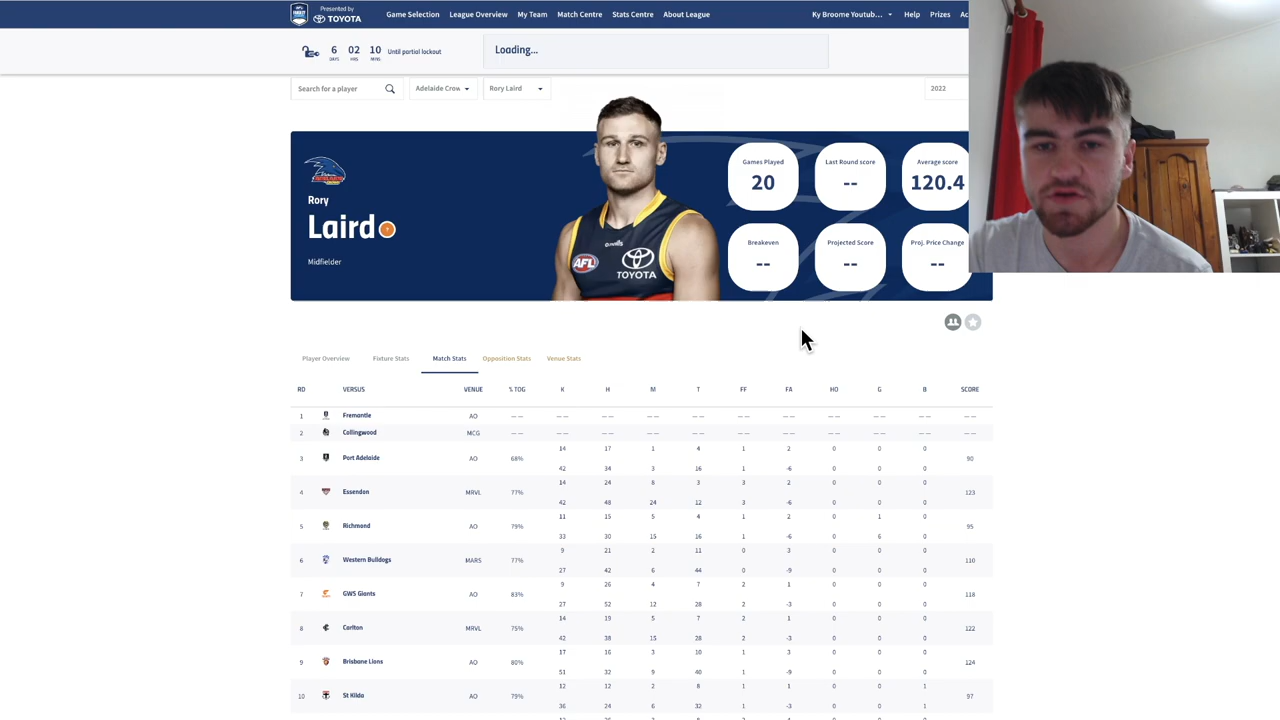 Presented by
TOYOTA
Game Selection League Overview My Team Match Centre Stats Centre About League
Ky Broome Youtub... Help Prizes Ac
6 02 10 Until partial lockout
DAYS HRS MINS
Loading...
Search for a player Adelaide Crow Rory Laird 2022
Rory
Laird
Midfielder
AFL
TOYOTA
Games Played Last Round score Average score
20 -- 120.4
Breakeven Projected Score Proj. Price Change
-- -- --
Player Overview Fixture Stats Match Stats Opposition Stats Venue Stats
RD VERSUS VENUE % TOG K H M T FF FA HO G B SCORE
1 Fremantle AO -- -- -- -- -- -- -- -- -- -- --
2 Collingwood MCG -- -- -- -- -- -- -- -- -- -- --
14 17 1 4 1 2 0 0 0
3 Port Adelaide AO 68% 90
42 34 3 16 1 -6 0 0 0
14 24 8 3 3 2 0 0 0
4 Essendon MRVL 77% 123
42 48 24 12 3 -6 0 0 0
11 15 5 4 1 2 0 1 0
5 Richmond AO 79% 95
33 30 15 16 1 -6 0 6 0
9 21 2 11 0 3 0 0 0
6 Western Bulldogs MARS 77% 110
27 42 6 44 0 -9 0 0 0
9 26 4 7 2 1 0 0 0
7 GWS Giants AO 83% 118
27 52 12 28 2 -3 0 0 0
14 19 5 7 2 1 0 0 0
8 Carlton MRVL 75% 122
42 38 15 28 2 -3 0 0 0
17 16 3 10 1 3 0 0 0
9 Brisbane Lions AO 80% 124
51 32 9 40 1 -9 0 0 0
12 12 2 8 1 1 0 0 1
10 St Kilda AO 79% 97
36 24 6 32 1 -3 0 0 1